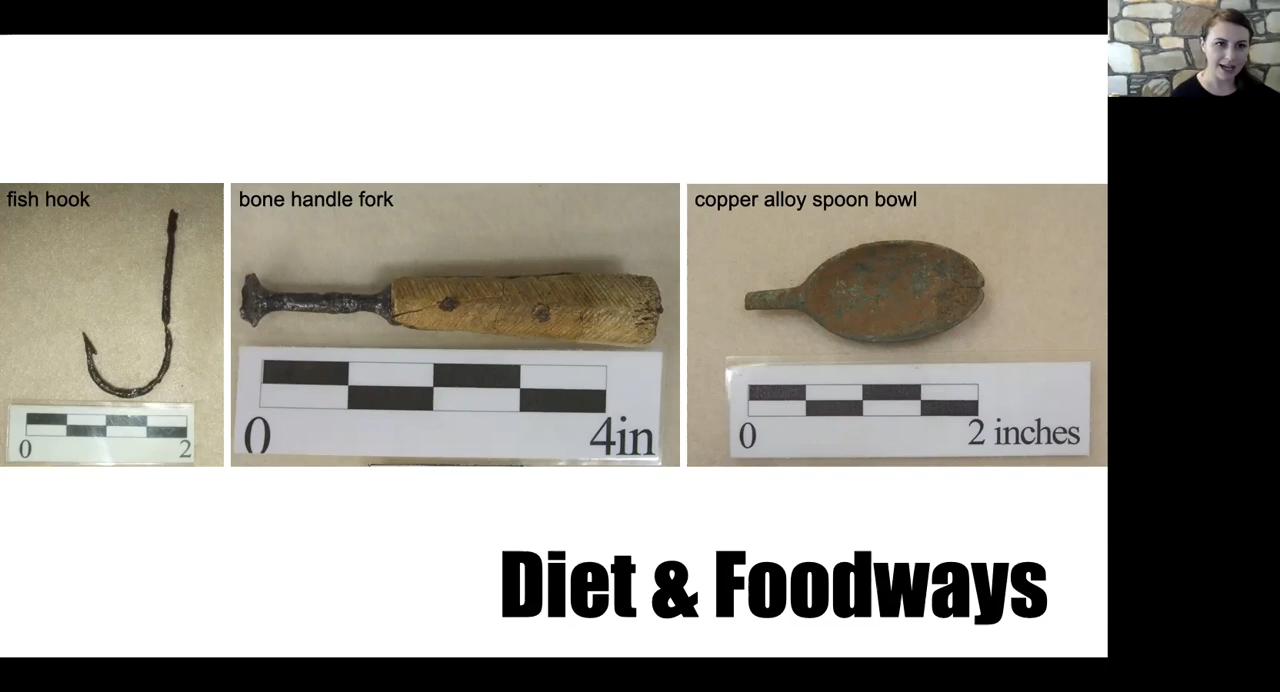 fish hook
0 2
bone handle fork
0 4in
copper alloy spoon bowl
0 2 inches
Diet & Foodways